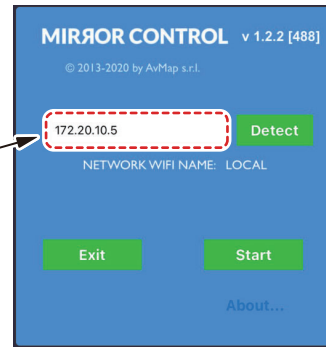 MIRЯOR CONTROL v 1.2.2 [488]
© 2013-2020 by AvMap s.r.l.
172.20.10.5 Detect
NETWORK WIFI NAME: LOCAL
Exit Start
About...